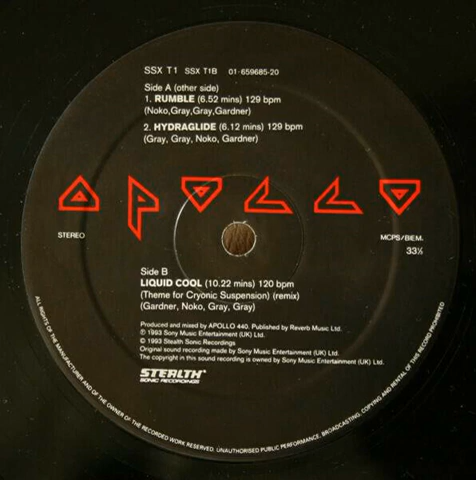 SSX T1 SSX T1B 01-659685-20
Side A (other side)
1. RUMBLE (6.52 mins) 129 bpm
(Noko,Gray,Gray,Gardner)
2. HYDRAGLIDE (6.12 mins) 129 bpm
(Gray, Gray, Noko, Gardner)
APOLLO
STEREO
MCPS/BIEM.
33⅓
Side B
LIQUID COOL (10.22 mins) 120 bpm
(Theme for Cryonic Suspension) (remix)
(Gardner, Noko, Gray, Gray)
Produced and mixed by APOLLO 440. Published by Reverb Music Ltd.
℗ 1993 Sony Music Entertainment (UK) Ltd.
© 1993 Stealth Sonic Recordings
Original sound recording made by Sony Music Entertainment (UK) Ltd.
The copyright in this sound recording is owned by Sony Music Entertainment (UK) Ltd.
STEALTH
SONIC RECORDINGS
ALL RIGHTS OF THE MANUFACTURER AND OF THE OWNER OF THE RECORDED WORK RESERVED. UNAUTHORISED PUBLIC PERFORMANCE, BROADCASTING, COPYING AND RENTAL OF THIS RECORD PROHIBITED